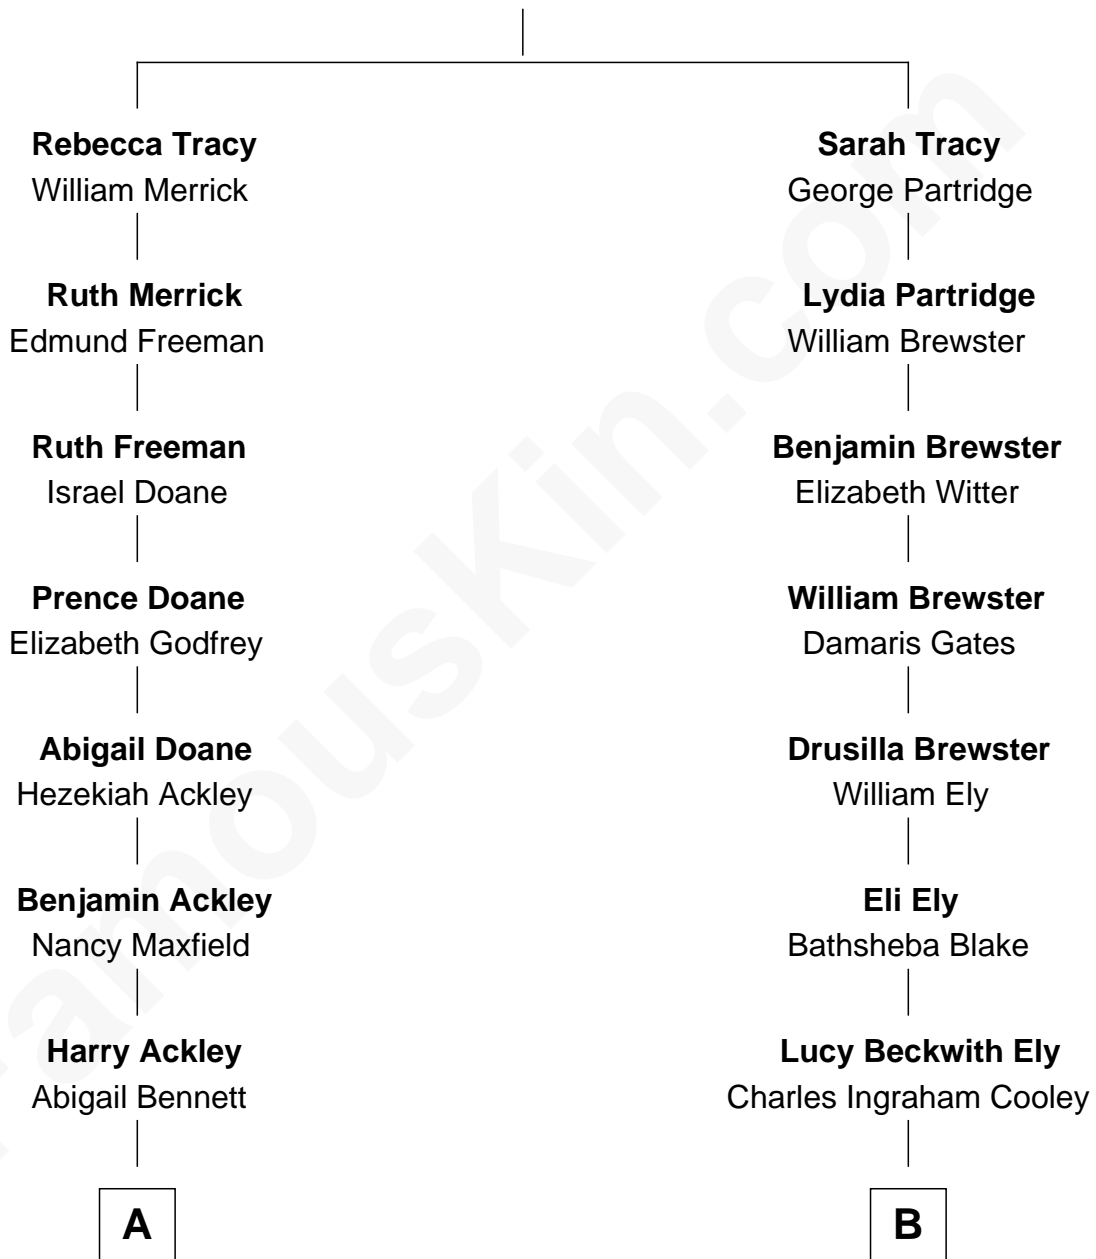 Rebecca Tracy
William Merrick
Sarah Tracy
George Partridge
Ruth Merrick
Edmund Freeman
Lydia Partridge
William Brewster
Ruth Freeman
Israel Doane
Benjamin Brewster
Elizabeth Witter
Prence Doane
Elizabeth Godfrey
William Brewster
Damaris Gates
Abigail Doane
Hezekiah Ackley
Drusilla Brewster
William Ely
Benjamin Ackley
Nancy Maxfield
Eli Ely
Bathsheba Blake
Harry Ackley
Abigail Bennett
Lucy Beckwith Ely
Charles Ingraham Cooley
A
B
FamousKin.com